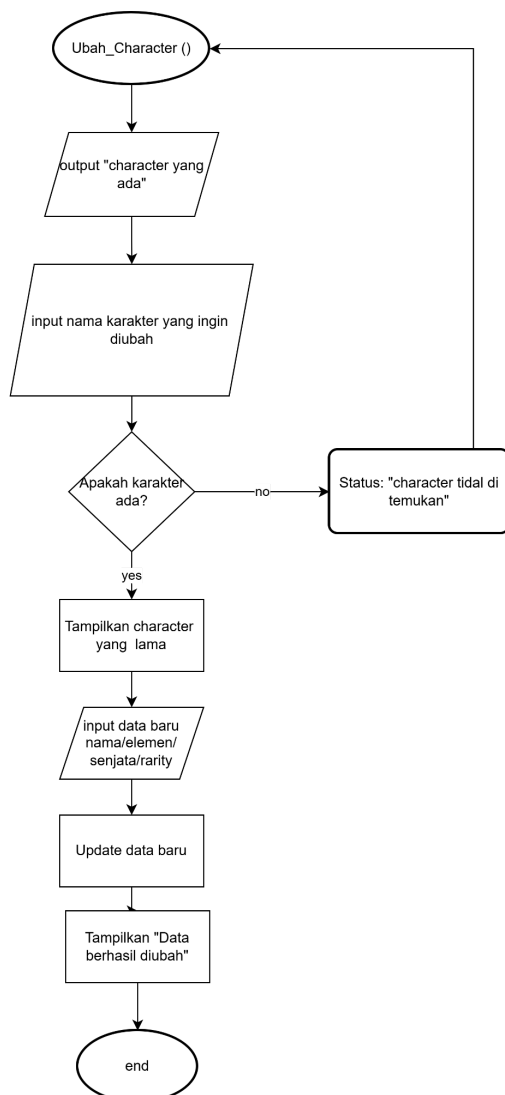 Ubah_Character ()
output "character yang
ada"
input nama karakter yang ingin
diubah
Apakah karakter
ada?
no
Status: "character tidal di
temukan"
yes
Tampilkan character
yang lama
input data baru
nama/elemen/
senjata/rarity
Update data baru
Tampilkan "Data
berhasil diubah"
end